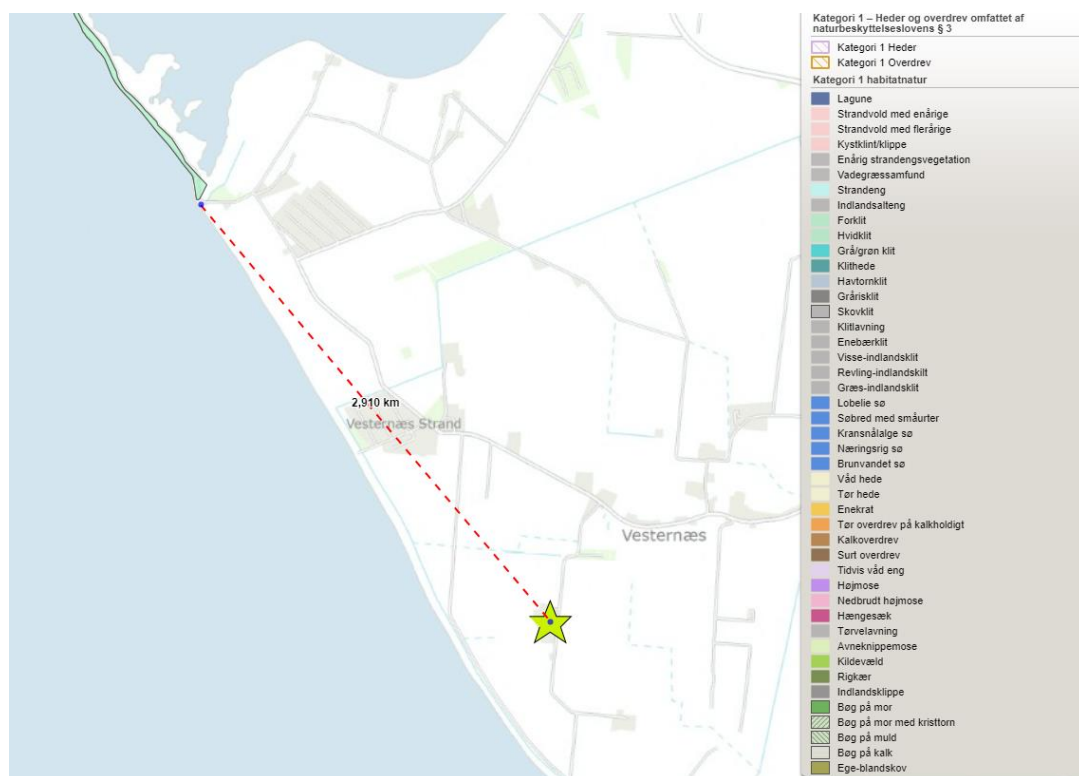 2,910 km
Vesternæs Strand
Vesternæs
Kategori 1 – Heder og overdrev omfattet af
naturbeskyttelseslovens § 3
Kategori 1 Heder
Kategori 1 Overdrev
Kategori 1 habitatnatur
Lagune
Strandvold med enårige
Strandvold med flerårige
Kystklint/klippe
Enårig strandengsvegetation
Vadegræssamfund
Strandeng
Indlandsalteng
Forklit
Hvidklit
Grå/grøn klit
Klithede
Havtornklit
Grårisklit
Skovklit
Klitlavning
Enebærklit
Visse-indlandsklit
Revling-indlandskilt
Græs-indlandsklit
Lobelie sø
Søbred med småurter
Kransnålalge sø
Næringsrig sø
Brunvandet sø
Våd hede
Tør hede
Enekrat
Tør overdrev på kalkholdigt
Kalkoverdrev
Surt overdrev
Tidvis våd eng
Højmose
Nedbrudt højmose
Hængesæk
Tørvelavning
Avneknippemose
Kildevæld
Rigkær
Indlandsklippe
Bøg på mor
Bøg på mor med kristtorn
Bøg på muld
Bøg på kalk
Ege-blandskov